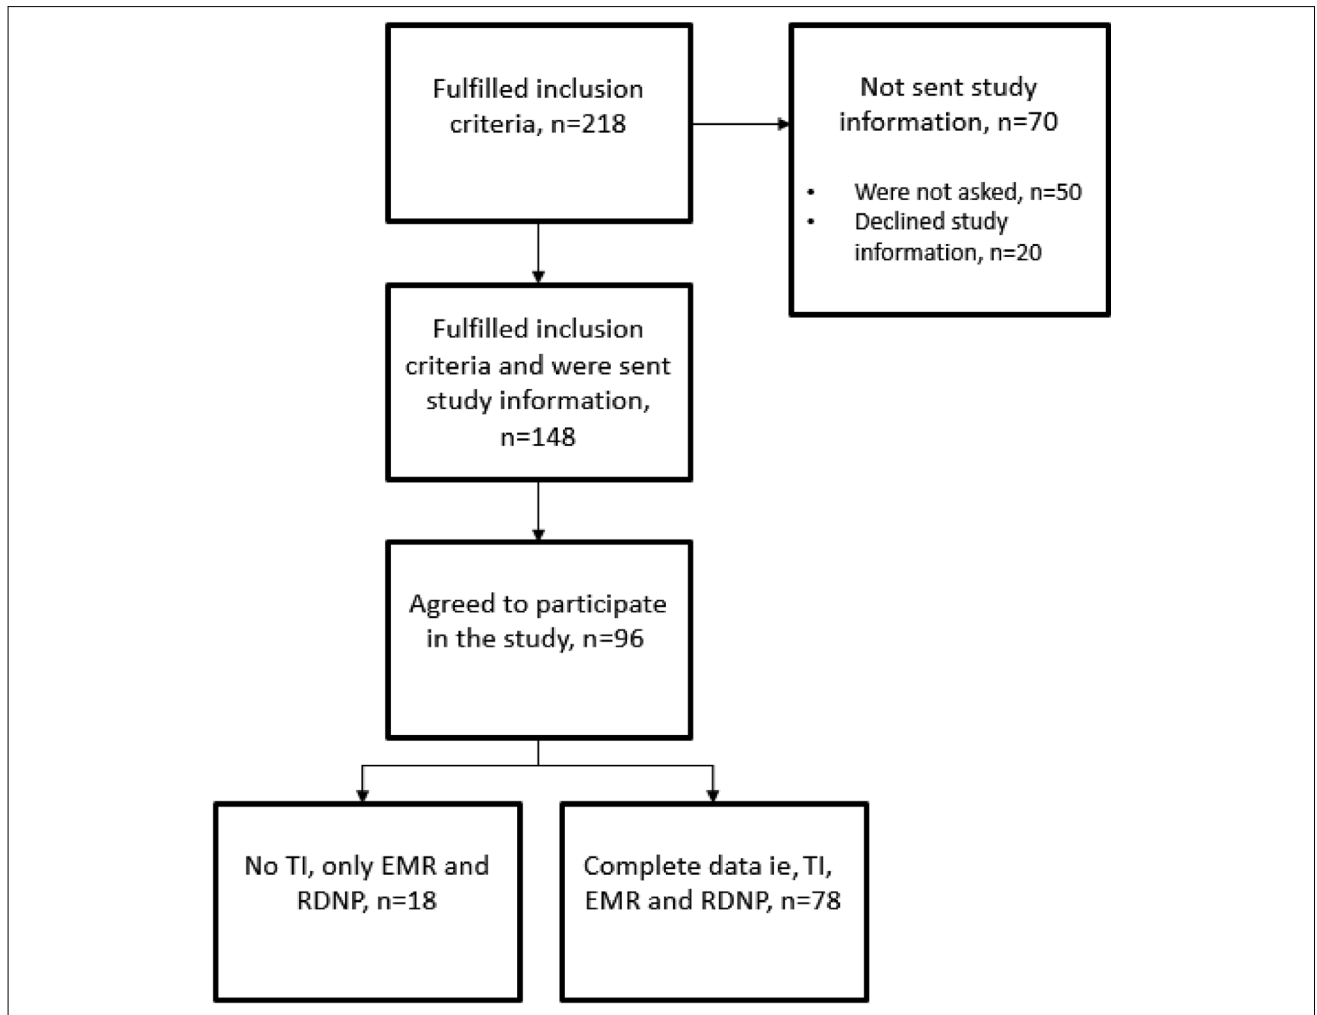 Fulfilled inclusion
criteria, n=218
Not sent study
information, n=70
• Were not asked, n=50
• Declined study
information, n=20
Fulfilled inclusion
criteria and were sent
study information,
n=148
Agreed to participate
in the study, n=96
No TI, only EMR and
RDNP, n=18
Complete data ie, TI,
EMR and RDNP, n=78